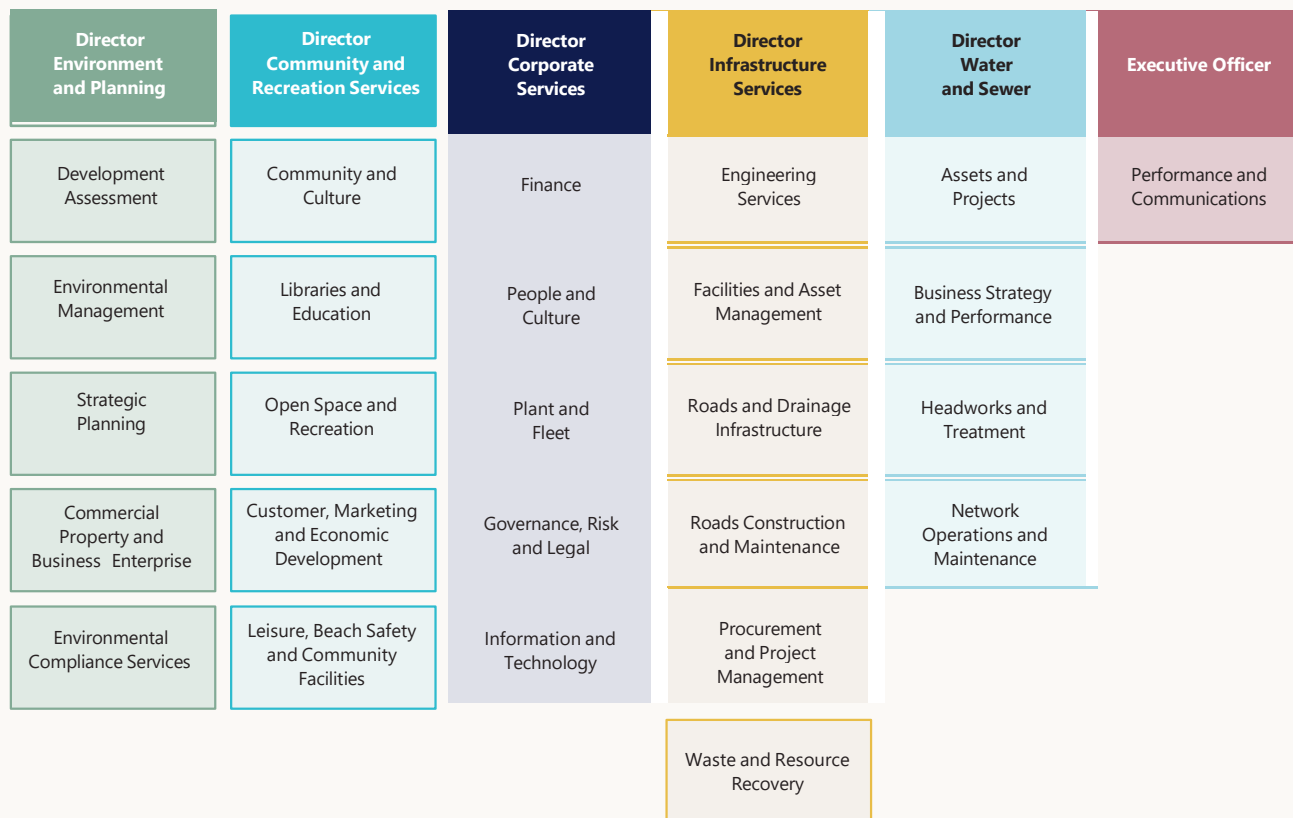 Director
Environment
and Planning
Development
Assessment
Environmental
Management
Strategic
Planning
Commercial
Property and
Business Enterprise
Environmental
Compliance Services
Director
Community and
Recreation Services
Community and
Culture
Libraries and
Education
Open Space and
Recreation
Customer, Marketing
and Economic
Development
Leisure, Beach Safety
and Community
Facilities
Director
Corporate
Services
Finance
People and
Culture
Plant and
Fleet
Governance, Risk
and Legal
Information and
Technology
Director
Infrastructure
Services
Engineering
Services
Facilities and Asset
Management
Roads and Drainage
Infrastructure
Roads Construction
and Maintenance
Procurement
and Project
Management
Waste and Resource
Recovery
Director
Water
and Sewer
Assets and
Projects
Business Strategy
and Performance
Headworks and
Treatment
Network
Operations and
Maintenance
Executive Officer
Performance and
Communications